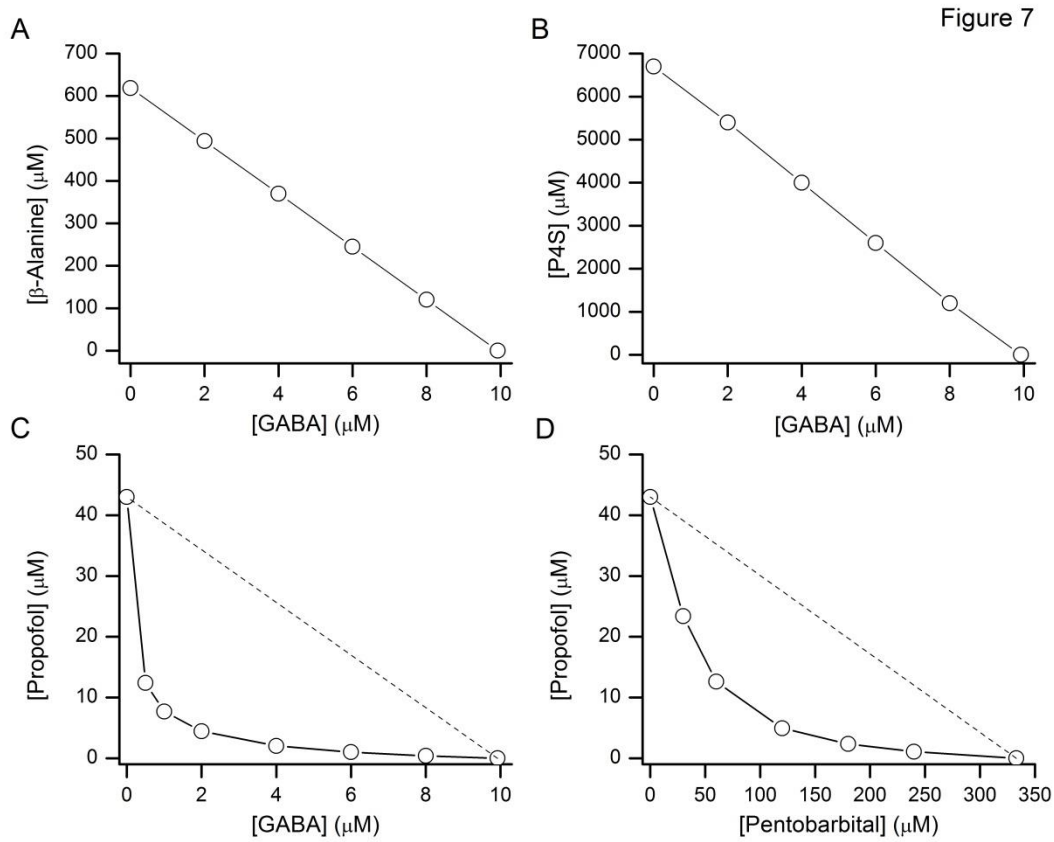 Figure 7
A
700
600
500
400
300
200
100
0
[β-Alanine] (μM)
0 2 4 6 8 10
[GABA] (μM)
B
7000
6000
5000
4000
3000
2000
1000
0
[P4S] (μM)
0 2 4 6 8 10
[GABA] (μM)
C
50
40
30
20
10
0
[Propofol] (μM)
0 2 4 6 8 10
[GABA] (μM)
D
50
40
30
20
10
0
[Propofol] (μM)
0 50 100 150 200 250 300 350
[Pentobarbital] (μM)